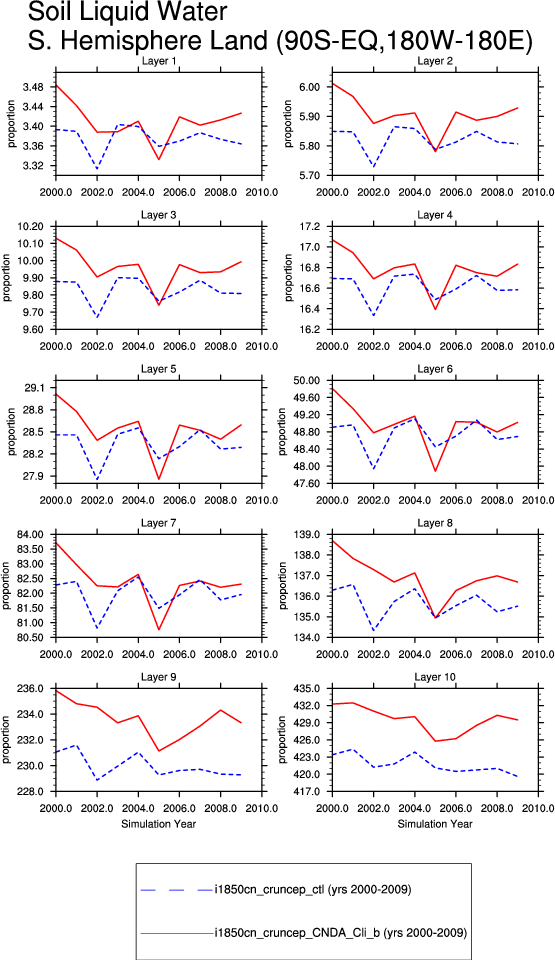 Soil Liquid Water
S. Hemisphere Land (90S-EQ,180W-180E)
Layer 1
proportion
3.48
3.44
3.40
3.36
3.32
2000.0 2002.0 2004.0 2006.0 2008.0 2010.0
Layer 2
proportion
6.00
5.90
5.80
5.70
2000.0 2002.0 2004.0 2006.0 2008.0 2010.0
Layer 3
proportion
10.20
10.10
10.00
9.90
9.80
9.70
9.60
2000.0 2002.0 2004.0 2006.0 2008.0 2010.0
Layer 4
proportion
17.2
17.0
16.8
16.6
16.4
16.2
2000.0 2002.0 2004.0 2006.0 2008.0 2010.0
Layer 5
proportion
29.1
28.8
28.5
28.2
27.9
2000.0 2002.0 2004.0 2006.0 2008.0 2010.0
Layer 6
proportion
50.00
49.60
49.20
48.80
48.40
48.00
47.60
2000.0 2002.0 2004.0 2006.0 2008.0 2010.0
Layer 7
proportion
84.00
83.50
83.00
82.50
82.00
81.50
81.00
80.50
2000.0 2002.0 2004.0 2006.0 2008.0 2010.0
Layer 8
proportion
139.0
138.0
137.0
136.0
135.0
134.0
2000.0 2002.0 2004.0 2006.0 2008.0 2010.0
Layer 9
proportion
236.0
234.0
232.0
230.0
228.0
2000.0 2002.0 2004.0 2006.0 2008.0 2010.0
Simulation Year
Layer 10
proportion
435.0
432.0
429.0
426.0
423.0
420.0
417.0
2000.0 2002.0 2004.0 2006.0 2008.0 2010.0
Simulation Year
i1850cn_cruncep_ctl (yrs 2000-2009)
i1850cn_cruncep_CNDA_Cli_b (yrs 2000-2009)